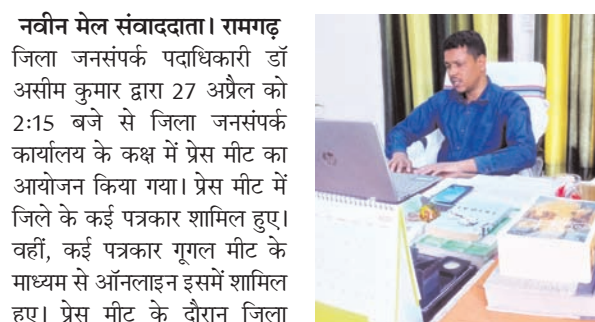 नवीन मेल संवाददाता। रामगढ़
जिला जनसंपर्क पदाधिकारी डॉ
असीम कुमार द्वारा 27 अप्रैल को
2:15 बजे से जिला जनसंपर्क
कार्यालय के कक्ष में प्रेस मीट का
आयोजन किया गया। प्रेस मीट में
जिले के कई पत्रकार शामिल हुए।
वहीं, कई पत्रकार गूगल मीट के
माध्यम से ऑनलाइन इसमें शामिल
हुए। प्रेस मीट के दौरान जिला